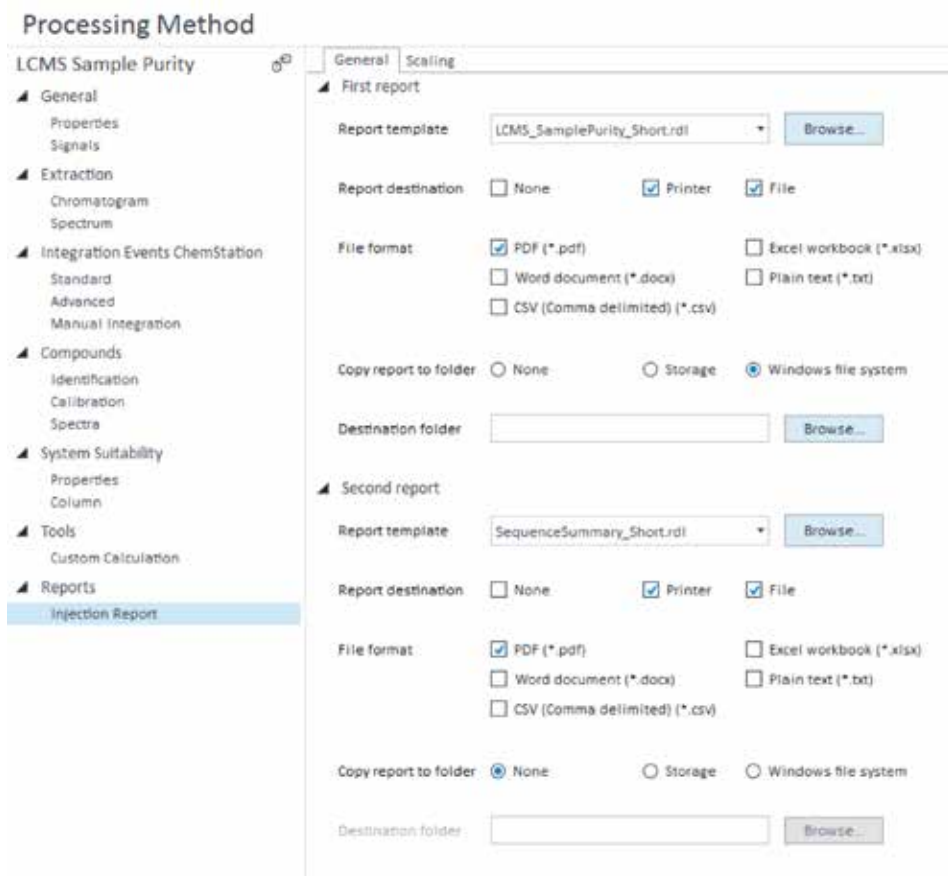 Processing Method
LCMS Sample Purity
General
Properties
Signals
Extraction
Chromatogram
Spectrum
Integration Events ChemStation
Standard
Advanced
Manual Integration
Compounds
Identification
Calibration
Spectra
System Suitability
Properties
Column
Tools
Custom Calculation
Reports
Injection Report
General Scaling
First report
Report template LCMS_SamplePurity_Short.rdl Browse...
Report destination None Printer File
File format PDF (*.pdf) Excel workbook (*.xlsx)
Word document (*.docx) Plain text (*.txt)
CSV (Comma delimited) (*.csv)
Copy report to folder None Storage Windows file system
Destination folder Browse...
Second report
Report template SequenceSummary_Short.rdl Browse...
Report destination None Printer File
File format PDF (*.pdf) Excel workbook (*.xlsx)
Word document (*.docx) Plain text (*.txt)
CSV (Comma delimited) (*.csv)
Copy report to folder None Storage Windows file system
Destination folder Browse...